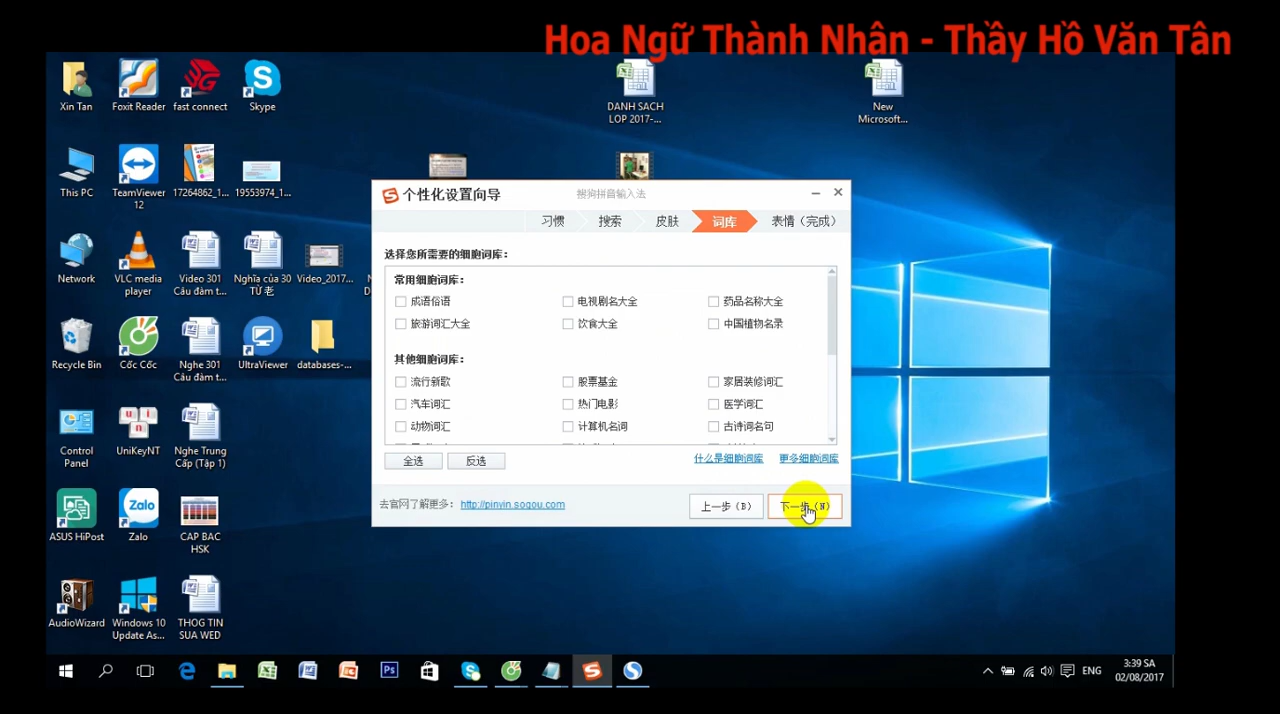 Hoa Ngữ Thành Nhân - Thầy Hồ Văn Tân
Xin Tan
Foxit Reader
fast connect
Skype
DANH SACH
LOP 2017-...
New
Microsoft...
This PC
TeamViewer
12
17264862_1...
19553974_1...
Network
VLC media
player
Video 301
Câu đàm t...
Nghĩa của 30
TỪ 老
Video_2017...
Recycle Bin
Cốc Cốc
Nghe 301
Câu đàm t...
UltraViewer
databases-...
Control
Panel
UniKeyNT
Nghe Trung
Cấp (Tập 1)
ASUS HiPost
Zalo
CAP BAC
HSK
AudioWizard
Windows 10
Update As...
THOG TIN
SUA WED
个性化设置向导
搜狗拼音输入法
习惯
搜索
皮肤
词库
表情（完成）
选择您所需要的细胞词库：
常用细胞词库：
成语俗语
电视剧名大全
药品名称大全
旅游词汇大全
饮食大全
中国植物名录
其他细胞词库：
流行新歌
股票基金
家居装修词汇
汽车词汇
热门电影
医学词汇
动物词汇
计算机名词
古诗词名句
全选
反选
什么是细胞词库
更多细胞词库
去官网了解更多：
http://pinyin.sogou.com
上一步（B）
下一步（N）
ENG
3:39 SA
02/08/2017